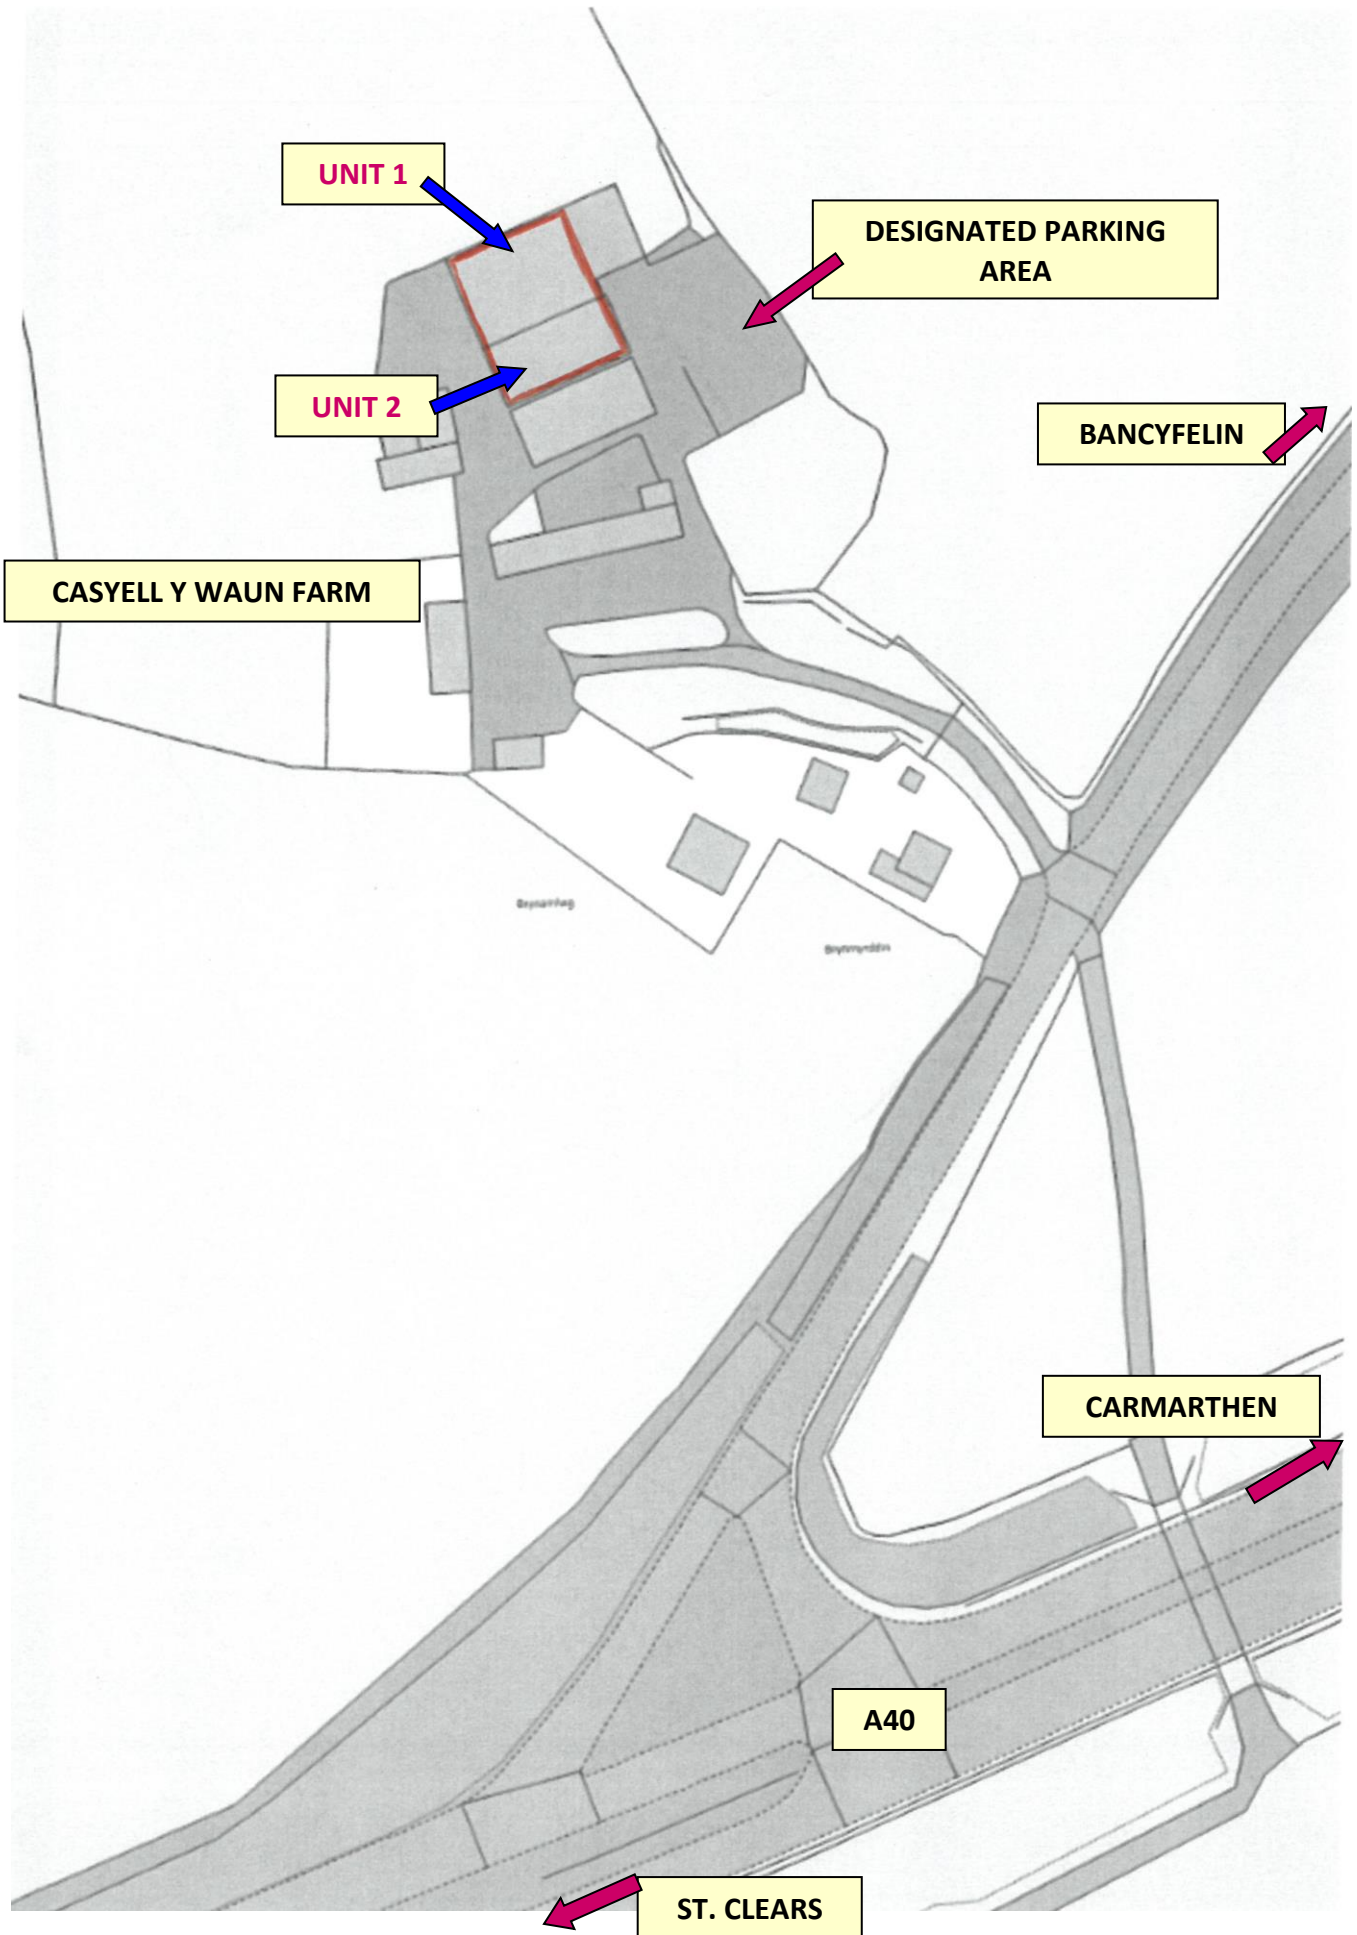 UNIT 1
DESIGNATED PARKING
AREA
UNIT 2
BANCYFELIN
CASYELL Y WAUN FARM
CARMARTHEN
A40
ST. CLEARS